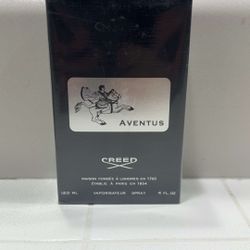 AVENTUS
CREED
MAISON FONDÉE À LONDRES EN 1760
ÉTABLIE À PARIS EN 1854
120 ML VAPORISATEUR SPRAY 4 FL OZ